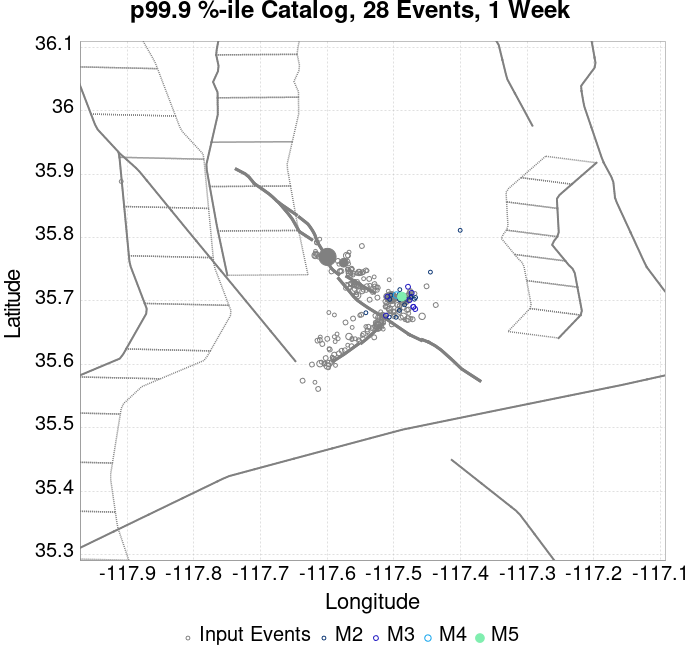 p99.9 %-ile Catalog, 28 Events, 1 Week
36.1
36
35.9
35.8
35.7
35.6
35.5
35.4
35.3
Latitude
-117.9 -117.8 -117.7 -117.6 -117.5 -117.4 -117.3 -117.2 -117.1
Longitude
Input Events M2 M3 M4 M5